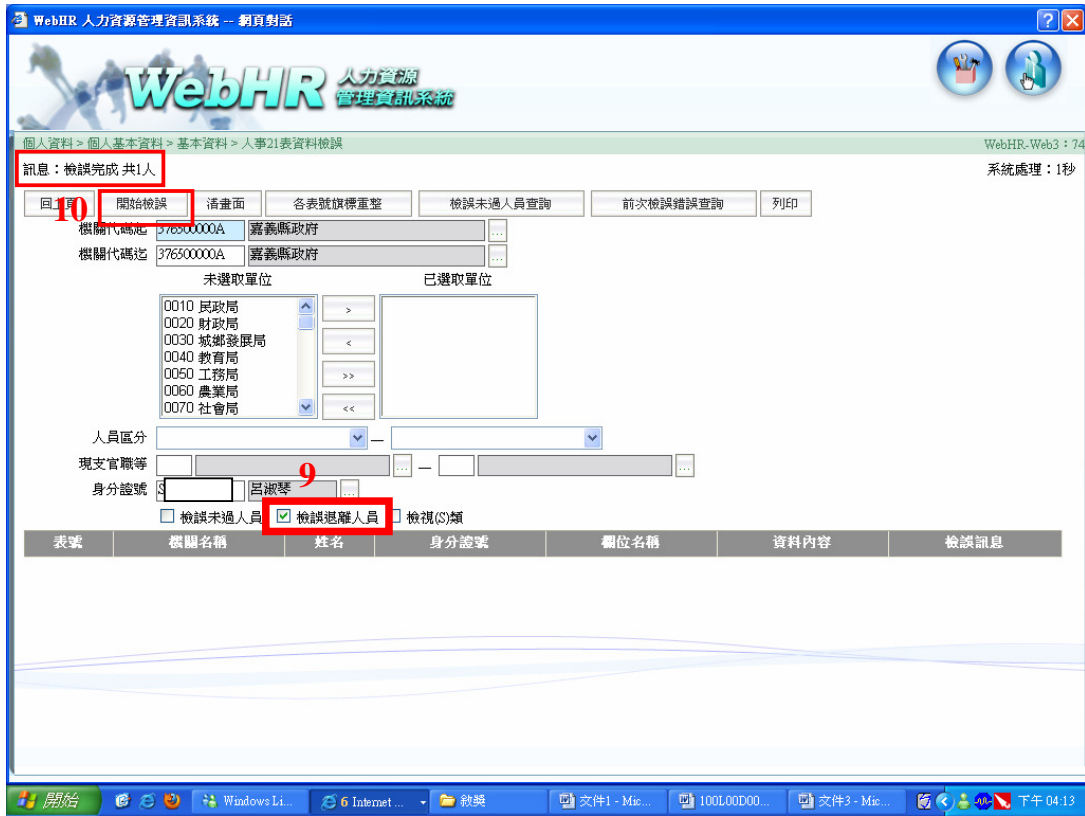 WebHR 人力資源管理資訊系統 -- 網頁對話
WebHR 人力資源
管理資訊系統
個人資料 > 個人基本資料 > 基本資料 > 人事21表資料檢誤
WebHR-Web3：74
訊息：檢誤完成 共1人
系統處理：1秒
回主頁 開始檢誤 清畫面 各表號旗標重整 檢誤未過人員查詢 前次檢誤錯誤查詢 列印
10
機關代碼起 376500000A 嘉義縣政府 ...
機關代碼迄 376500000A 嘉義縣政府 ...
未選取單位 已選取單位
0010 民政局
0020 財政局
0030 城鄉發展局
0040 教育局
0050 工務局
0060 農業局
0070 社會局
>
<
>>
<<
人員區分 —
現支官職等 ... — ...
9
身分證號 S 呂淑琴 ...
檢誤未過人員 檢誤退離人員 檢視(S)類
表號 機關名稱 姓名 身分證號 欄位名稱 資料內容 檢誤訊息
開始 Windows Li... 6 Internet ... 敘獎 文件1 - Mic... 100L00D00... 文件3 - Mic... 下午 04:13